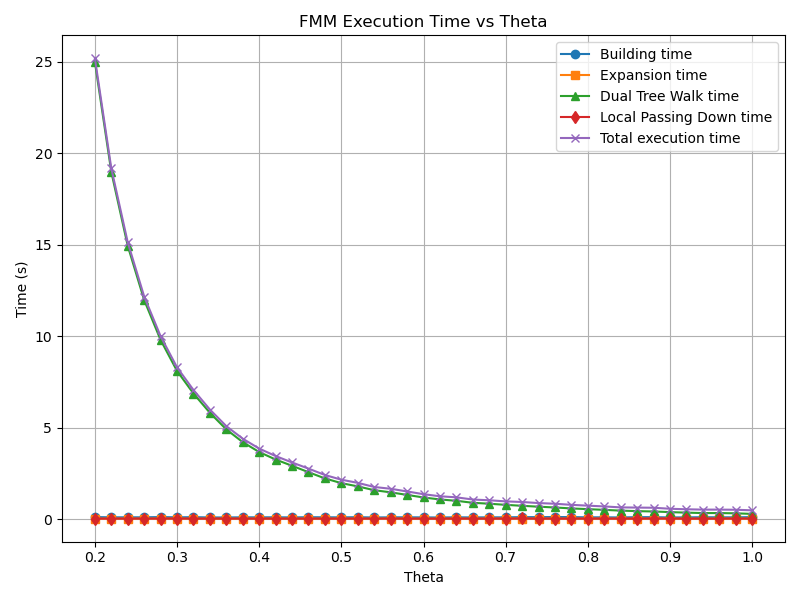 FMM Execution Time vs Theta
Building time
Expansion time
Dual Tree Walk time
Local Passing Down time
Total execution time
Time (s)
25
20
15
10
5
0
0.2 0.3 0.4 0.5 0.6 0.7 0.8 0.9 1.0
Theta